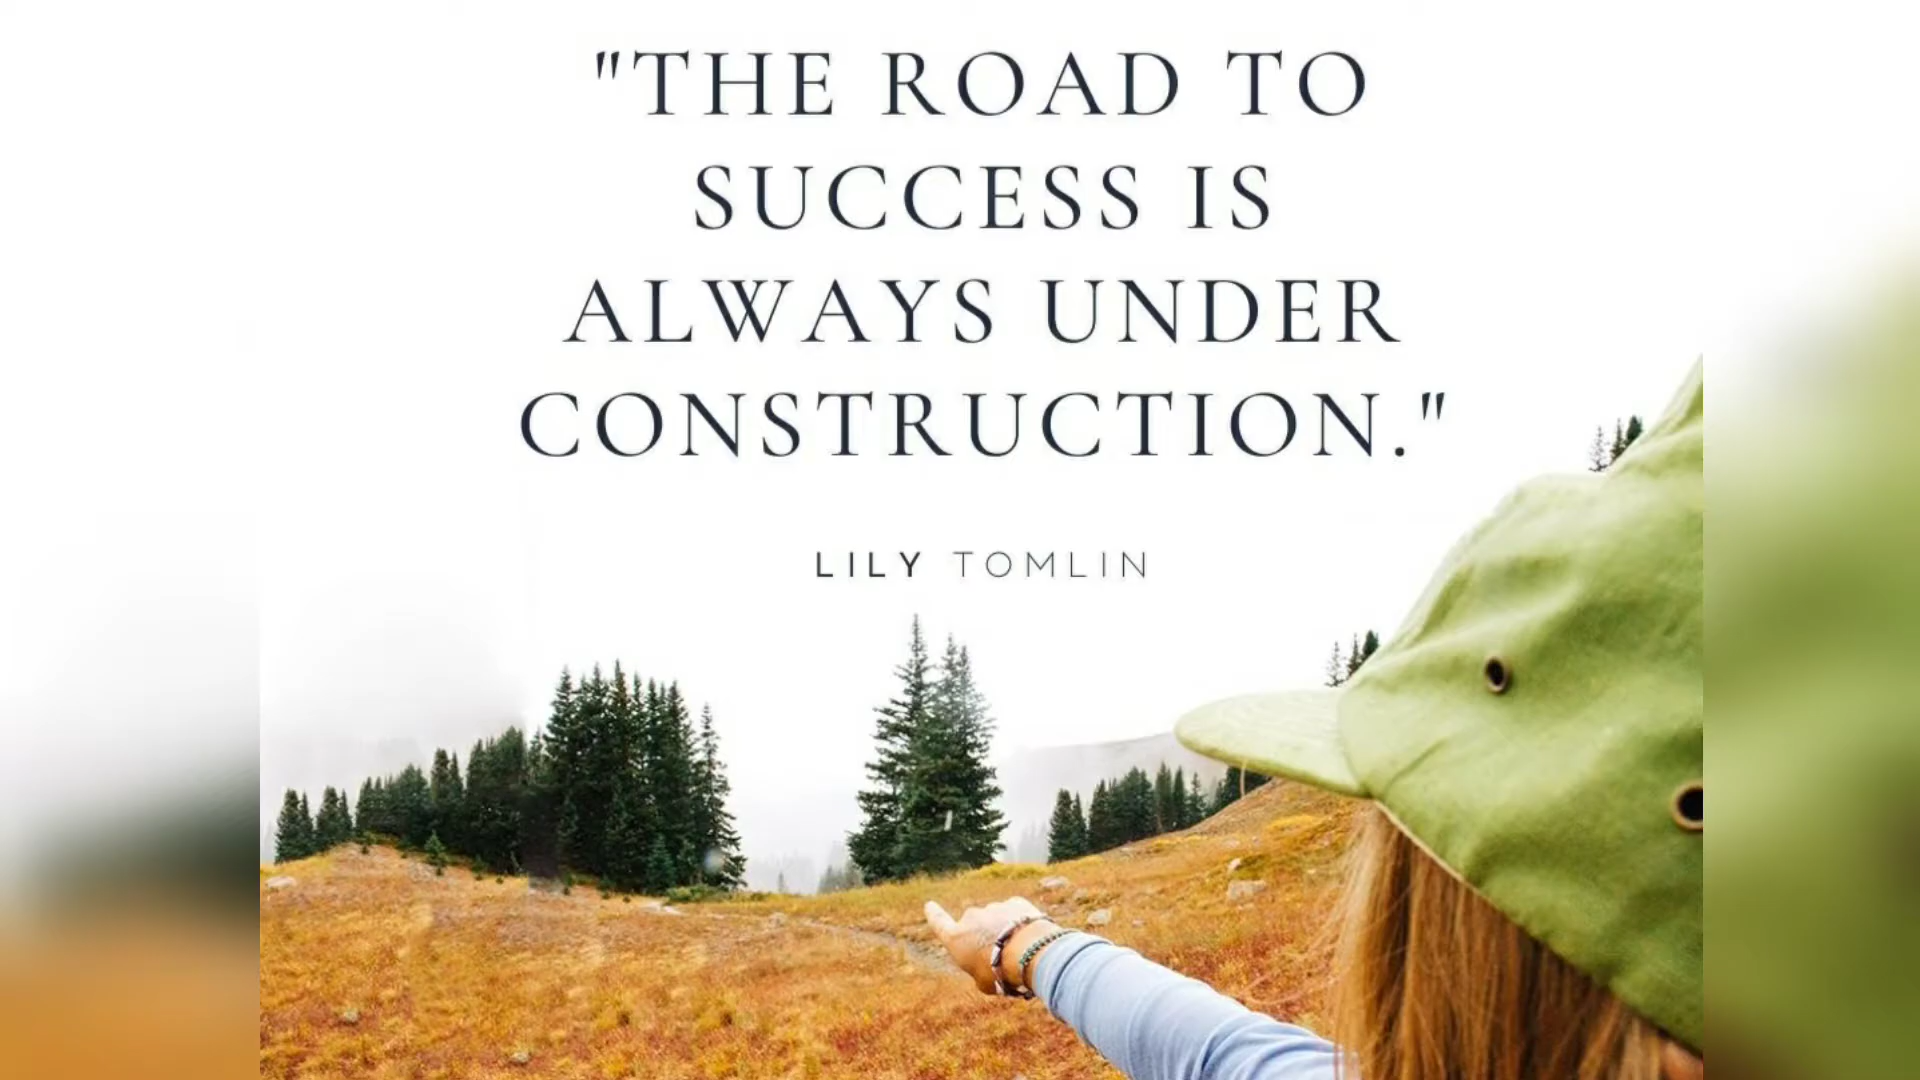 "THE ROAD TO
SUCCESS IS
ALWAYS UNDER
CONSTRUCTION."
LILY TOMLIN